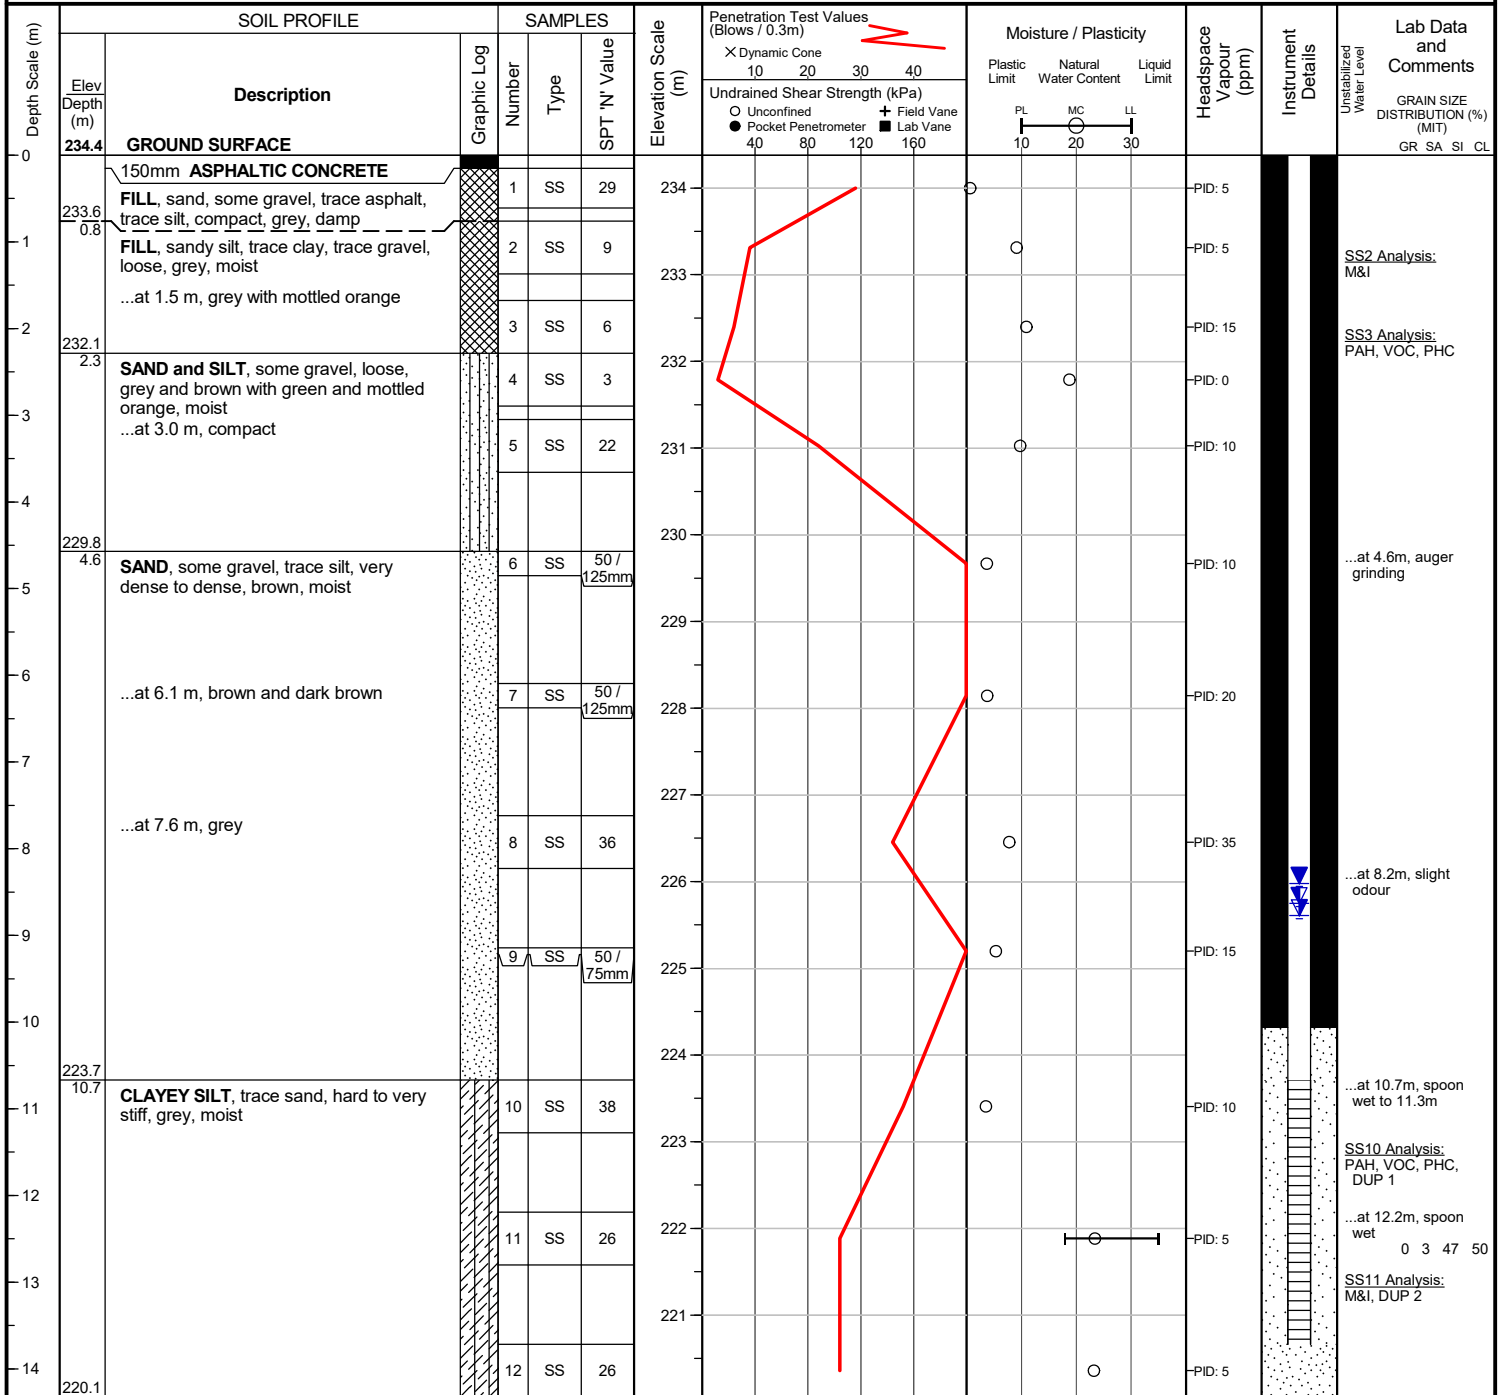 SOIL PROFILE
SAMPLES
Depth Scale (m)
Elev
Depth
(m)
Description
Graphic Log
Number
Type
SPT 'N' Value
Elevation Scale
(m)
Penetration Test Values
(Blows / 0.3m)
× Dynamic Cone
10 20 30 40
Undrained Shear Strength (kPa)
Unconfined
Field Vane
Pocket Penetrometer
Lab Vane
40 80 120 160
Moisture / Plasticity
Plastic
Limit
Natural
Water Content
Liquid
Limit
PL MC LL
10 20 30
Headspace
Vapour
(ppm)
Instrument
Details
Unstabilized
Water Level
Lab Data
and
Comments
GRAIN SIZE
DISTRIBUTION (%)
(MIT)
GR SA SI CL
234.4 GROUND SURFACE
0
1
2
3
4
5
6
7
8
9
10
11
12
13
14
150mm ASPHALTIC CONCRETE
FILL, sand, some gravel, trace asphalt,
trace silt, compact, grey, damp
233.6
0.8
FILL, sandy silt, trace clay, trace gravel,
loose, grey, moist
...at 1.5 m, grey with mottled orange
232.1
2.3
SAND and SILT, some gravel, loose,
grey and brown with green and mottled
orange, moist
...at 3.0 m, compact
229.8
4.6
SAND, some gravel, trace silt, very
dense to dense, brown, moist
...at 6.1 m, brown and dark brown
...at 7.6 m, grey
223.7
10.7
CLAYEY SILT, trace sand, hard to very
stiff, grey, moist
220.1
1 SS 29
2 SS 9
3 SS 6
4 SS 3
5 SS 22
6 SS 50 /
125mm
7 SS 50 /
125mm
8 SS 36
9 SS 50 /
75mm
10 SS 38
11 SS 26
12 SS 26
234
233
232
231
230
229
228
227
226
225
224
223
222
221
PID: 5
PID: 5
PID: 15
PID: 0
PID: 10
PID: 10
PID: 20
PID: 35
PID: 15
PID: 10
PID: 5
PID: 5
SS2 Analysis:
M&I
SS3 Analysis:
PAH, VOC, PHC
...at 4.6m, auger
grinding
...at 8.2m, slight
odour
...at 10.7m, spoon
wet to 11.3m
SS10 Analysis:
PAH, VOC, PHC,
DUP 1
...at 12.2m, spoon
wet
0 3 47 50
SS11 Analysis:
M&I, DUP 2